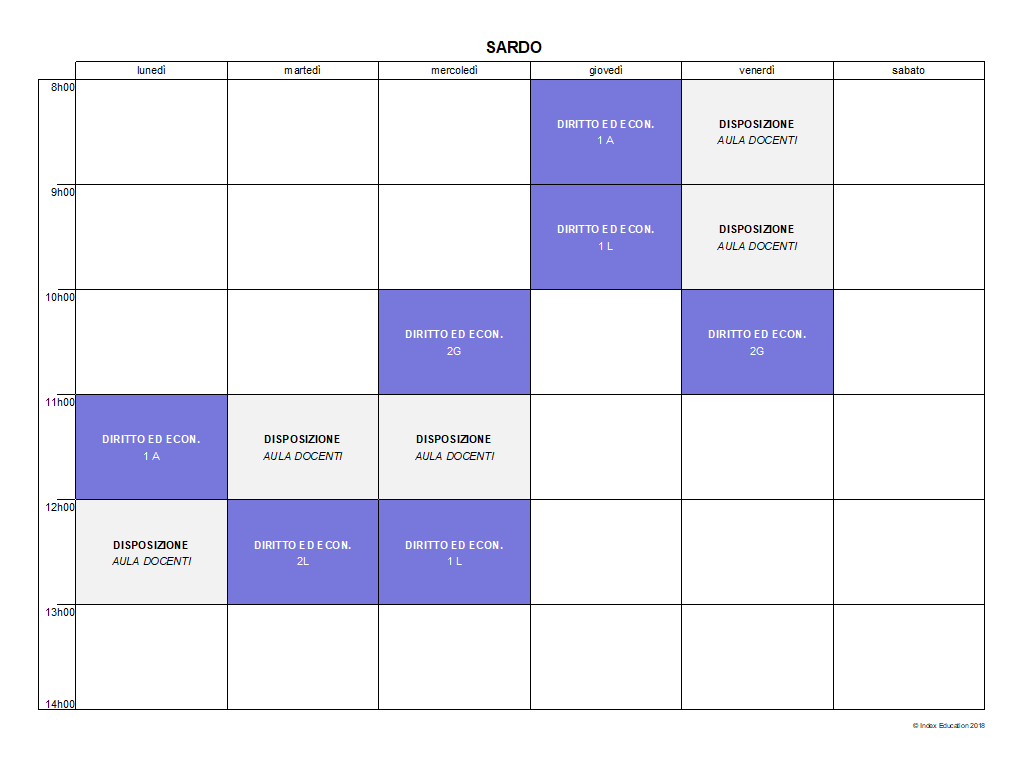 SARDO
lunedì martedì mercoledì giovedì venerdì sabato
8h00
DIRITTO ED ECON. DISPOSIZIONE
1 A AULA DOCENTI
9h00
DIRITTO ED ECON. DISPOSIZIONE
1 L AULA DOCENTI
10h00
DIRITTO ED ECON. DIRITTO ED ECON.
2G 2G
11h00
DIRITTO ED ECON. DISPOSIZIONE DISPOSIZIONE
1 A AULA DOCENTI AULA DOCENTI
12h00
DISPOSIZIONE DIRITTO ED ECON. DIRITTO ED ECON.
AULA DOCENTI 2L 1 L
13h00
14h00
© Index Education 2018